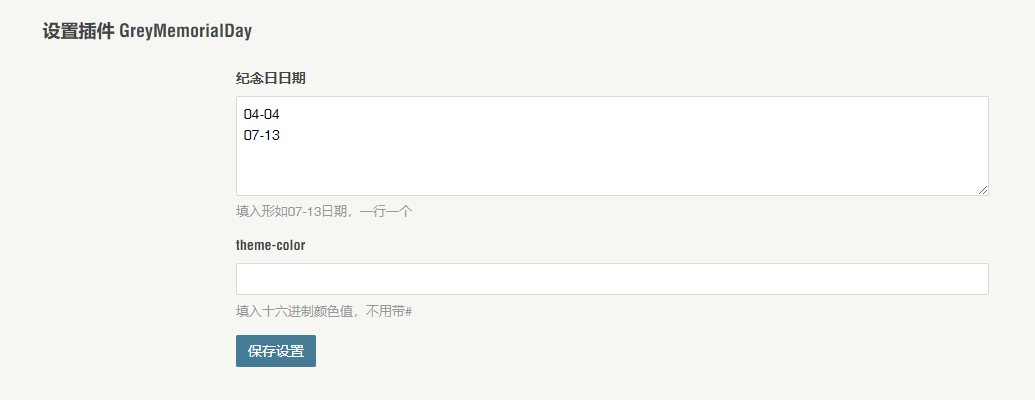 设置插件 GreyMemorialDay
纪念日日期
04-04
07-13
填入形如07-13日期，一行一个
theme-color
填入十六进制颜色值，不用带#
保存设置